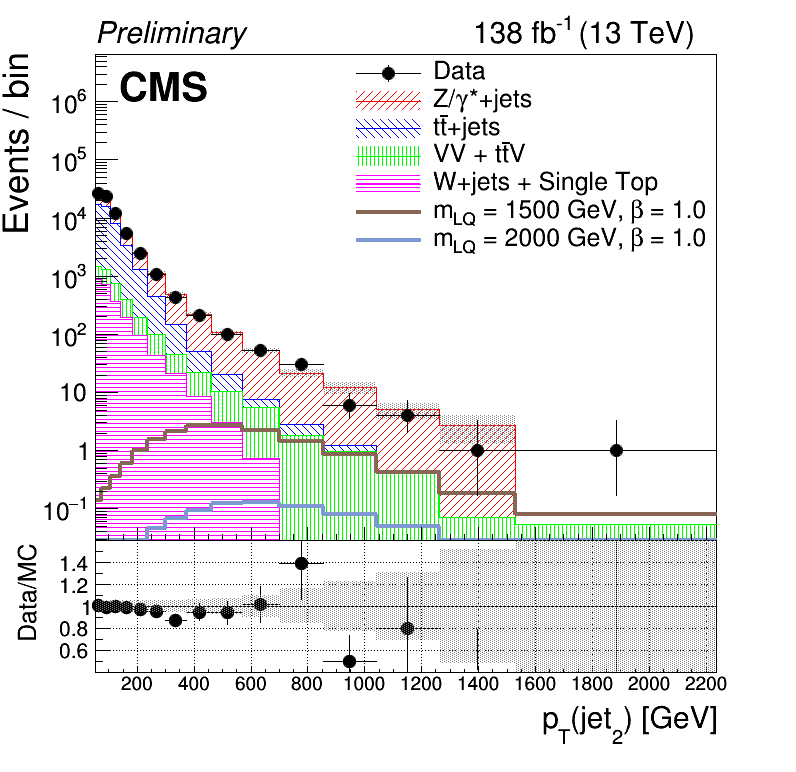 Preliminary 138 fb⁻¹ (13 TeV)
CMS
Events / bin
10⁶
10⁵
10⁴
10³
10²
10
1
10⁻¹
Data
Z/γ*+jets
tt̄+jets
VV + tt̄V
W+jets + Single Top
m_LQ = 1500 GeV, β = 1.0
m_LQ = 2000 GeV, β = 1.0
Data/MC
1.4
1.2
1
0.8
0.6
200 400 600 800 1000 1200 1400 1600 1800 2000 2200
p_T(jet_2) [GeV]